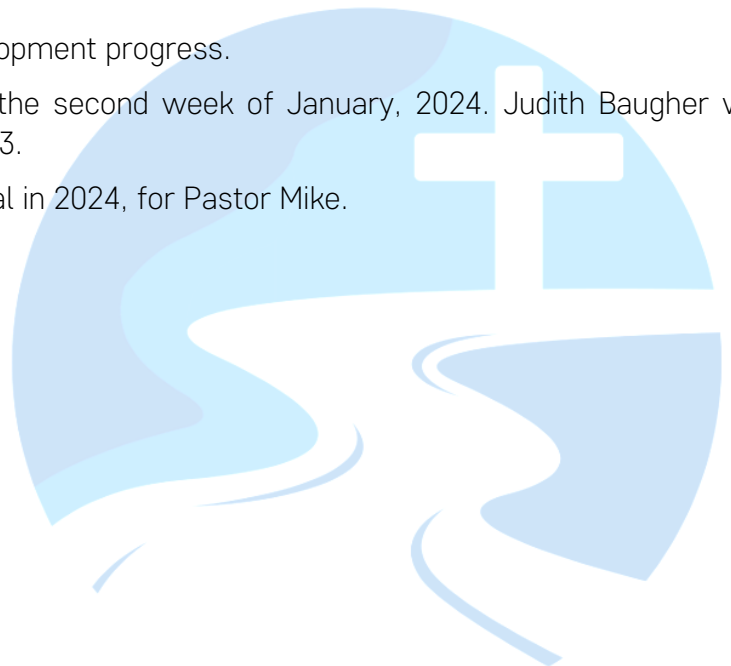 opment progress.
the second week of January, 2024. Judith Baugher v
3.
al in 2024, for Pastor Mike.